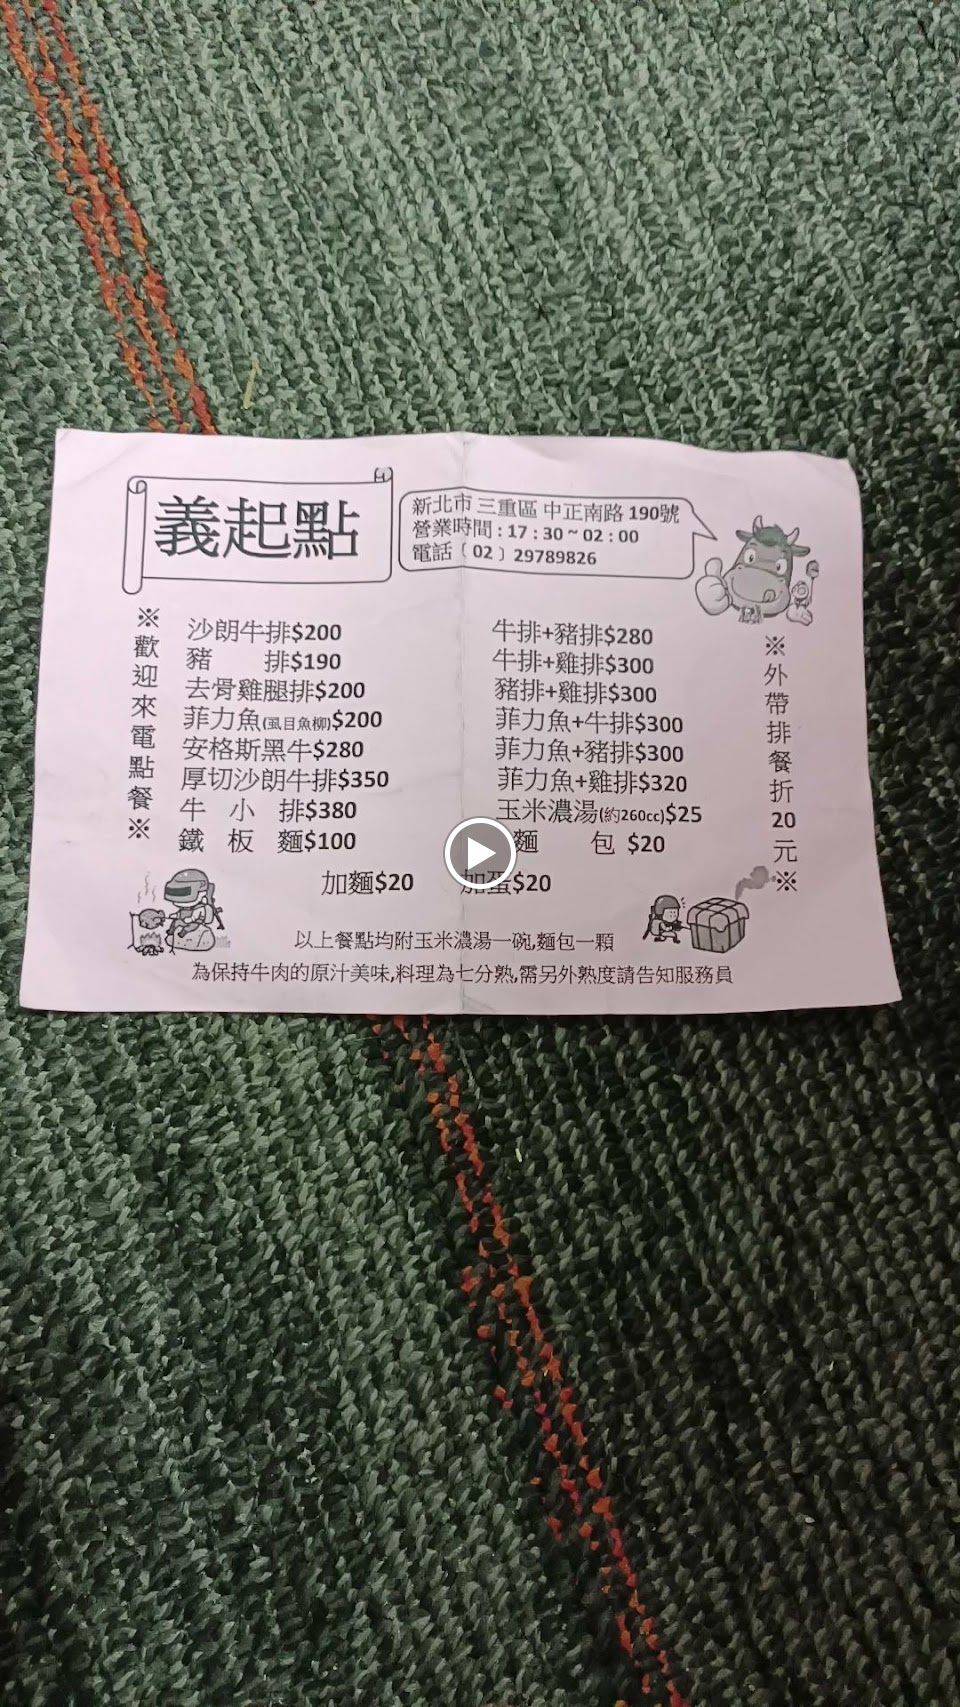 義起點
新北市 三重區 中正南路 190號
營業時間 : 17 : 30 ~ 02 : 00
電話〔 02 〕29789826
※歡迎來電點餐※
沙朗牛排$200
豬 排$190
去骨雞腿排$200
菲力魚(虱目魚柳)$200
安格斯黑牛$280
厚切沙朗牛排$350
牛 小 排$380
鐵 板 麵$100
牛排+豬排$280
牛排+雞排$300
豬排+雞排$300
菲力魚+牛排$300
菲力魚+豬排$300
菲力魚+雞排$320
玉米濃湯(約260cc)$25
麵 包 $20
※外帶排餐折20元※
加麵$20 加蛋$20
以上餐點均附玉米濃湯一碗,麵包一顆
為保持牛肉的原汁美味,料理為七分熟,需另外熟度請告知服務員